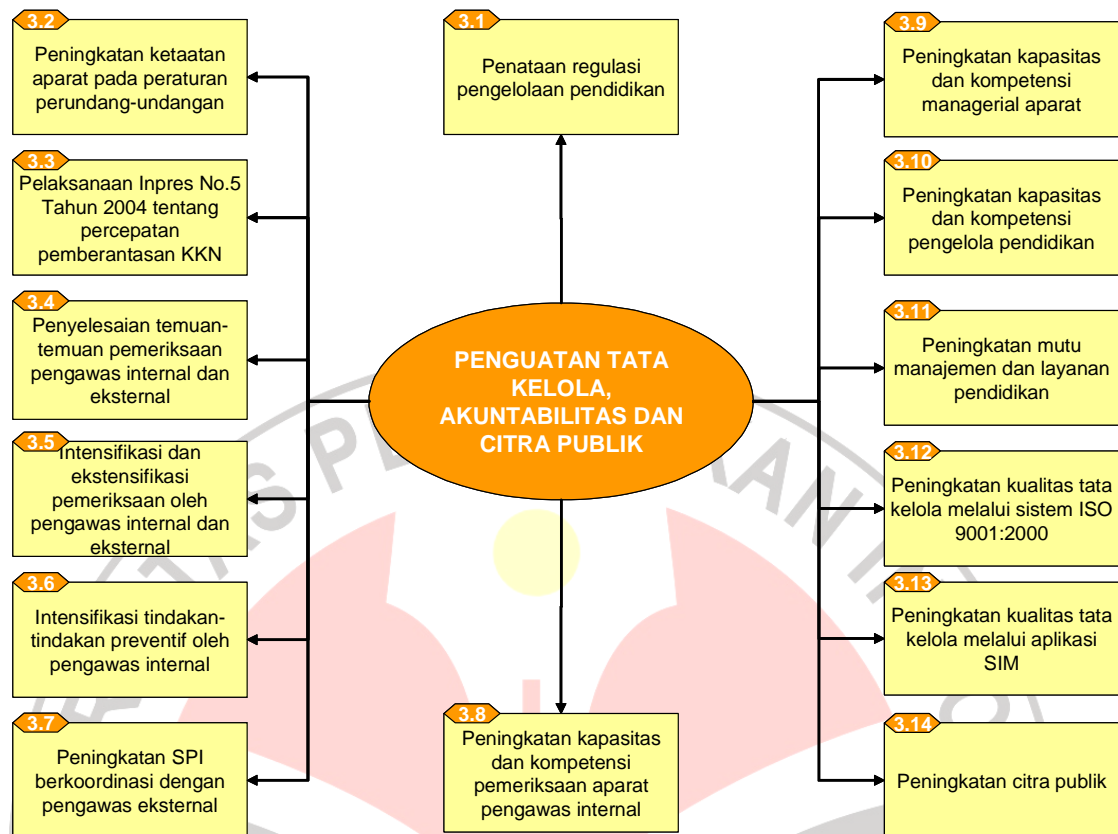 3.2
Peningkatan ketaatan
aparat pada peraturan
perundang-undangan
3.3
Pelaksanaan Inpres No.5
Tahun 2004 tentang
percepatan
pemberantasan KKN
3.4
Penyelesaian temuan-
temuan pemeriksaan
pengawas internal dan
eksternal
3.5
Intensifikasi dan
ekstensifikasi
pemeriksaan oleh
pengawas internal dan
eksternal
3.6
Intensifikasi tindakan-
tindakan preventif oleh
pengawas internal
3.7
Peningkatan SPI
berkoordinasi dengan
pengawas eksternal
3.1
Penataan regulasi
pengelolaan pendidikan
PENGUATAN TATA
KELOLA,
AKUNTABILITAS DAN
CITRA PUBLIK
3.8
Peningkatan kapasitas
dan kompetensi
pemeriksaan aparat
pengawas internal
3.9
Peningkatan kapasitas
dan kompetensi
managerial aparat
3.10
Peningkatan kapasitas
dan kompetensi
pengelola pendidikan
3.11
Peningkatan mutu
manajemen dan layanan
pendidikan
3.12
Peningkatan kualitas tata
kelola melalui sistem ISO
9001:2000
3.13
Peningkatan kualitas tata
kelola melalui aplikasi
SIM
3.14
Peningkatan citra publik